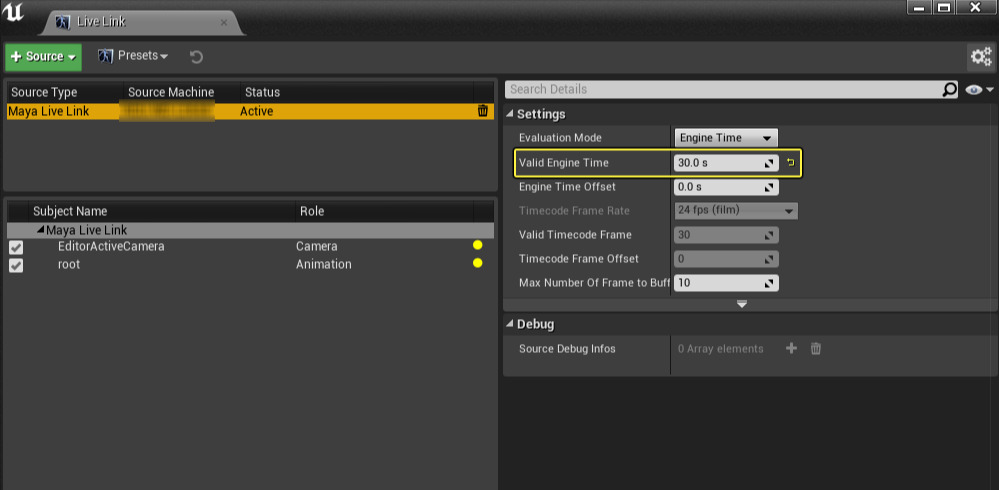 Live Link
Source
Presets
Source Type Source Machine Status
Maya Live Link Active
Subject Name Role
Maya Live Link
EditorActiveCamera Camera
root Animation
Search Details
Settings
Evaluation Mode Engine Time
Valid Engine Time 30.0 s
Engine Time Offset 0.0 s
Timecode Frame Rate 24 fps (film)
Valid Timecode Frame 30
Timecode Frame Offset 0
Max Number Of Frame to Buff 10
Debug
Source Debug Infos 0 Array elements